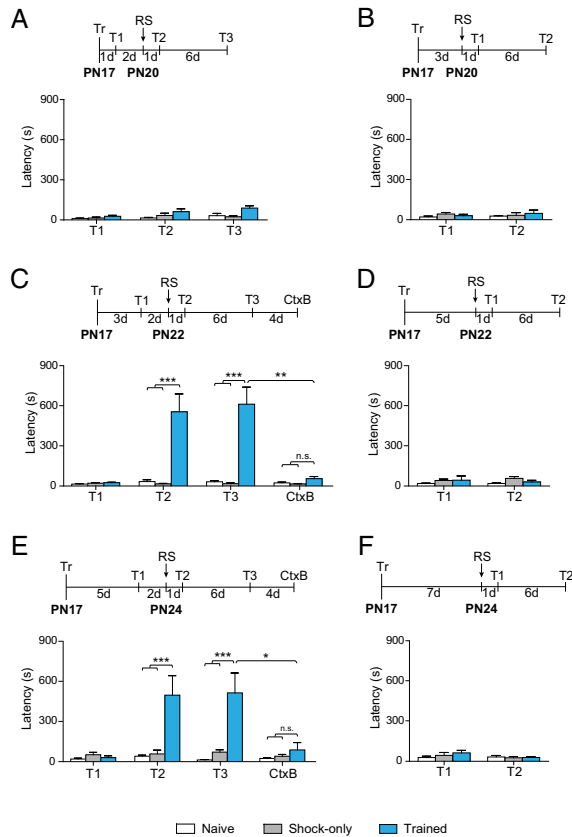 A
Tr RS
T1 T2 T3
1d 2d 1d 6d
PN17 PN20
Latency (s)
900
600
300
0
T1 T2 T3
B
Tr RS
T1 T2
3d 1d 6d
PN17 PN20
Latency (s)
900
600
300
0
T1 T2
C
Tr RS
T1 T2 T3 CtxB
3d 2d 1d 6d 4d
PN17 PN22
Latency (s)
900
600
300
0
*** *** **
n.s.
T1 T2 T3 CtxB
D
Tr RS
T1 T2
5d 1d 6d
PN17 PN22
Latency (s)
900
600
300
0
T1 T2
E
Tr RS
T1 T2 T3 CtxB
5d 2d 1d 6d 4d
PN17 PN24
Latency (s)
900
600
300
0
*** *** *
n.s.
T1 T2 T3 CtxB
F
Tr RS
T1 T2
7d 1d 6d
PN17 PN24
Latency (s)
900
600
300
0
T1 T2
Naive Shock-only Trained